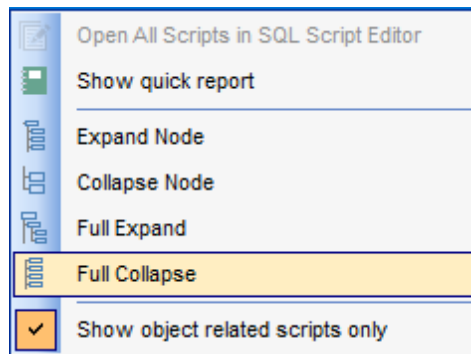 Open All Scripts in SQL Script Editor
Show quick report
Expand Node
Collapse Node
Full Expand
Full Collapse
Show object related scripts only